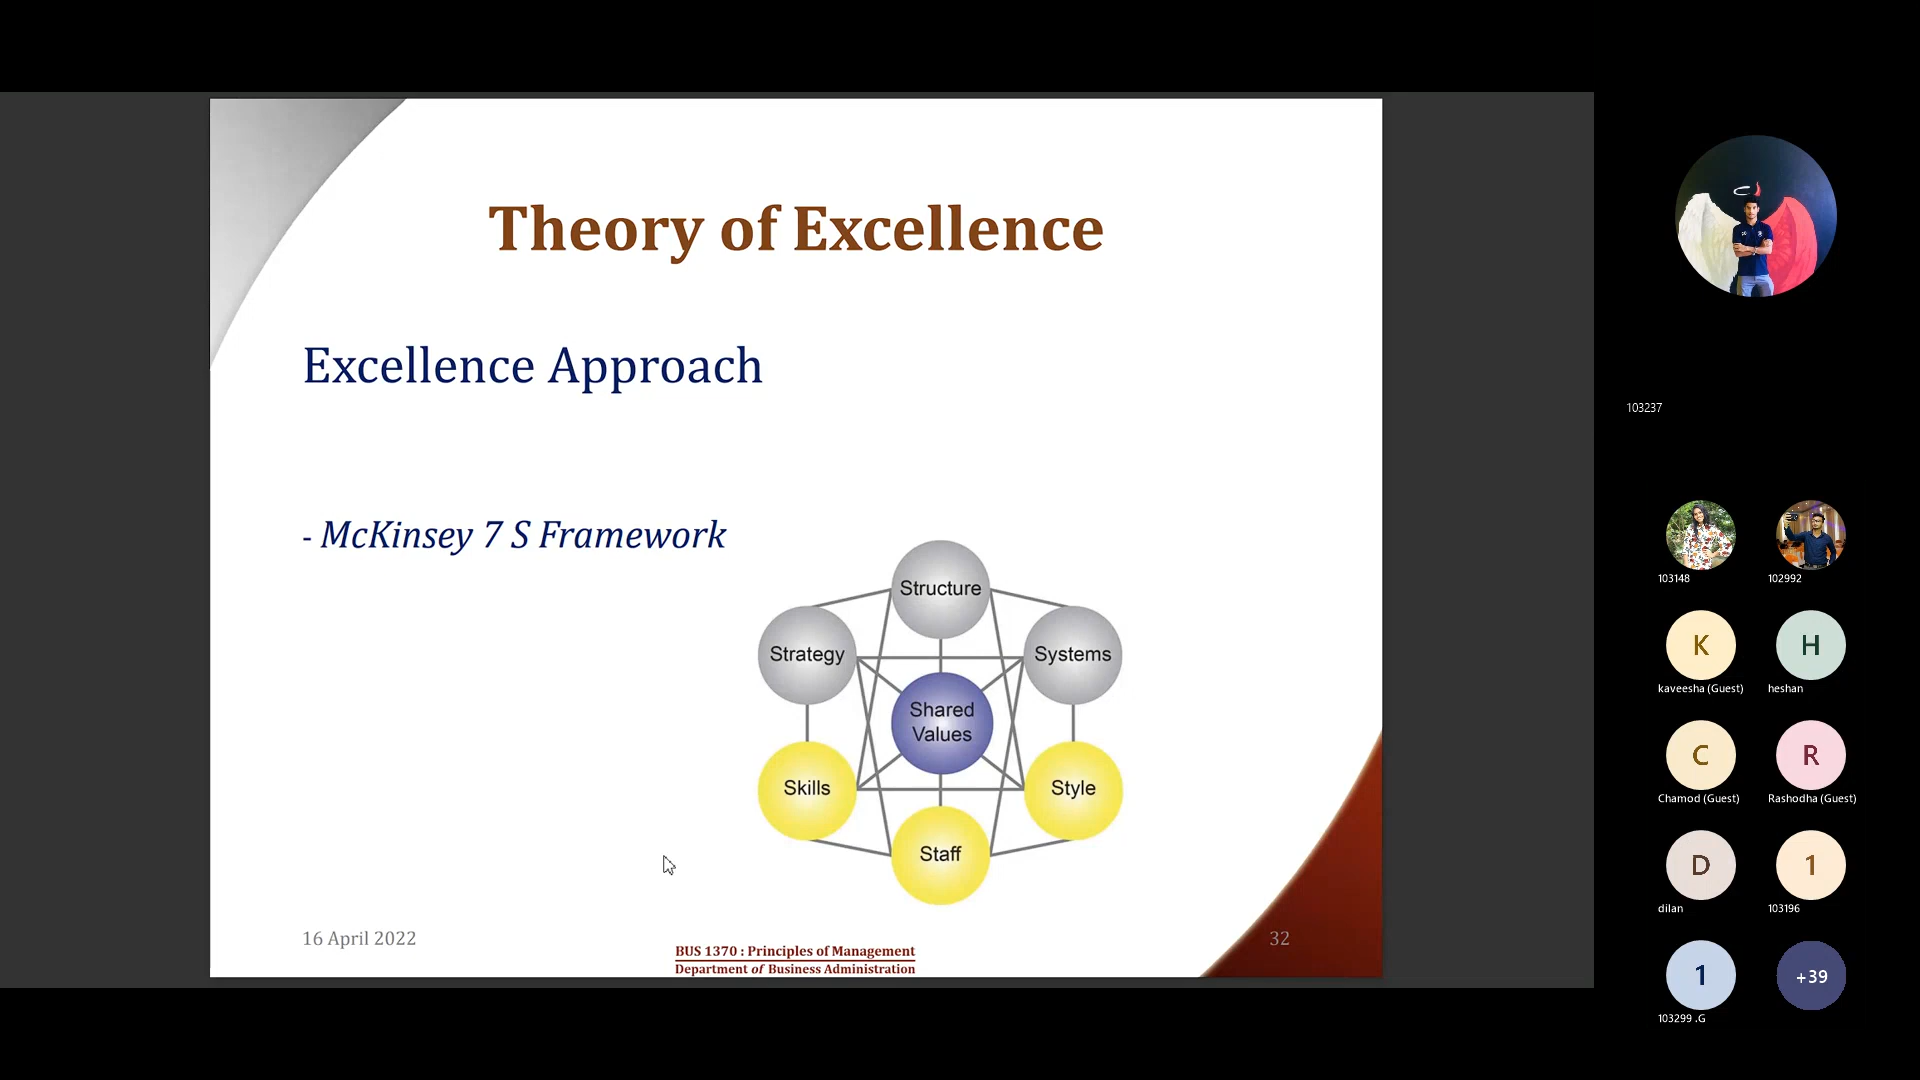 Theory of Excellence
Excellence Approach
- McKinsey 7 S Framework
Structure
Strategy
Systems
Shared
Values
Skills
Style
Staff
16 April 2022
BUS 1370 : Principles of Management
Department of Business Administration
32
103237
103148
102992
K
H
kaveesha (Guest)
heshan
C
R
Chamod (Guest)
Rashodha (Guest)
D
1
dilan
103196
1
+39
103299 .G